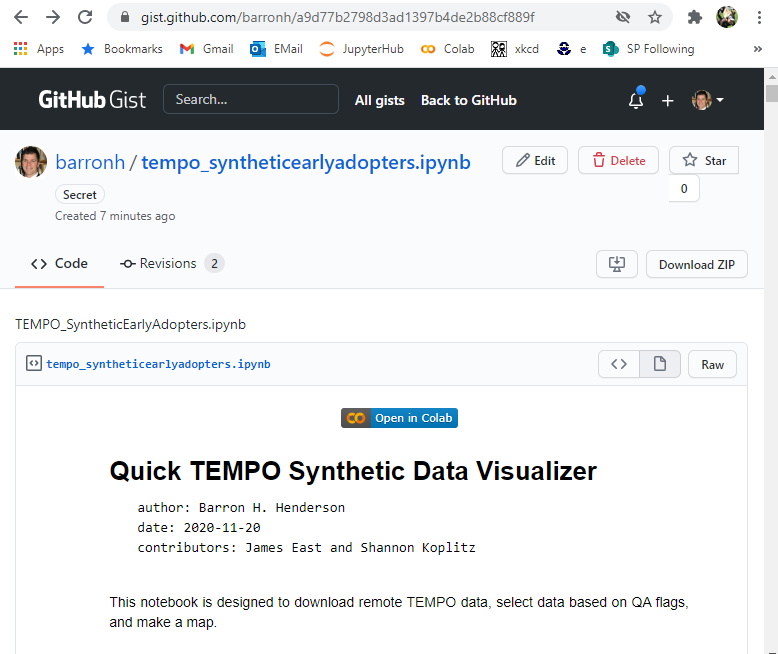 gist.github.com/barronh/a9d77b2798d3ad1397b4de2b88cf889f
Apps Bookmarks Gmail EMail JupyterHub Colab xkcd e SP Following »
GitHub Gist Search... All gists Back to GitHub
barronh / tempo_syntheticearlyadopters.ipynb Edit Delete Star
0
Secret
Created 7 minutes ago
Code Revisions 2 Download ZIP
TEMPO_SyntheticEarlyAdopters.ipynb
tempo_syntheticearlyadopters.ipynb Raw
Open in Colab
Quick TEMPO Synthetic Data Visualizer
author: Barron H. Henderson
date: 2020-11-20
contributors: James East and Shannon Koplitz
This notebook is designed to download remote TEMPO data, select data based on QA flags,
and make a map.